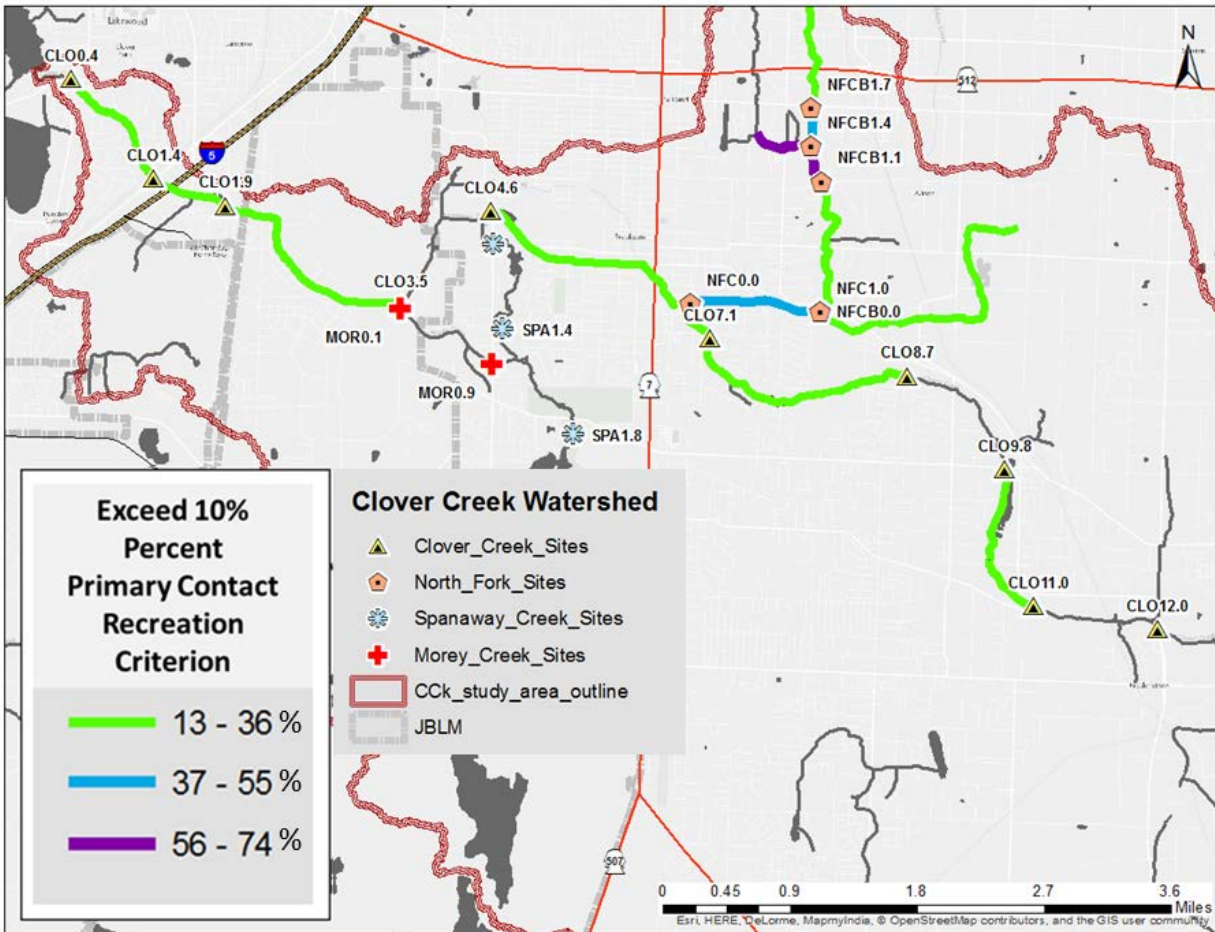 Lakewood
CLO0.4
N
512
NFCB1.7
NFCB1.4
CLO1.4
5
CLO1.9
NFCB1.1
CLO4.6
CLO3.5
NFC0.0
NFC1.0
NFCB0.0
MOR0.1
SPA1.4
CLO7.1
CLO8.7
7
MOR0.9
SPA1.8
CLO9.8
CLO11.0
CLO12.0
Exceed 10%
Percent
Primary Contact
Recreation
Criterion
13 - 36 %
37 - 55 %
56 - 74 %
Clover Creek Watershed
Clover_Creek_Sites
North_Fork_Sites
Spanaway_Creek_Sites
Morey_Creek_Sites
CCk_study_area_outline
JBLM
507
0 0.45 0.9 1.8 2.7 3.6
Miles
Esri, HERE, DeLorme, MapmyIndia, © OpenStreetMap contributors, and the GIS user community